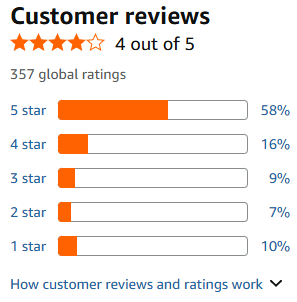 Customer reviews
4 out of 5
357 global ratings
5 star 58%
4 star 16%
3 star 9%
2 star 7%
1 star 10%
How customer reviews and ratings work